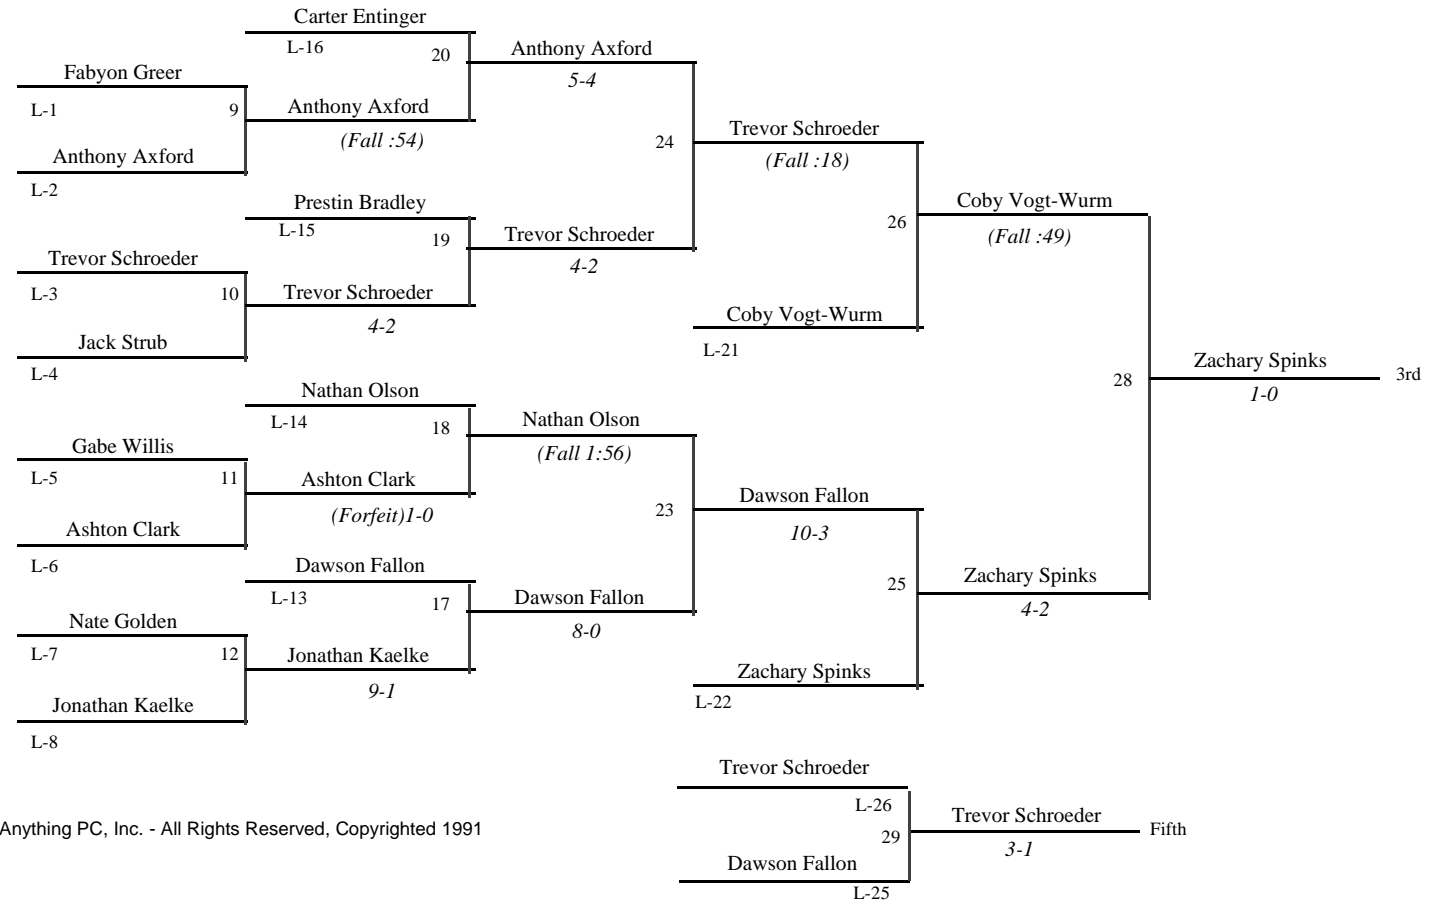 Carter Entinger
L-16
20
Anthony Axford
5-4
Fabyon Greer
L-1
9
Anthony Axford
(Fall :54)
Anthony Axford
L-2
24
Trevor Schroeder
(Fall :18)
Prestin Bradley
L-15
19
Trevor Schroeder
4-2
Trevor Schroeder
L-3
10
Trevor Schroeder
4-2
Jack Strub
L-4
26
Coby Vogt-Wurm
(Fall :49)
Coby Vogt-Wurm
L-21
28
Zachary Spinks
1-0
3rd
Nathan Olson
L-14
18
Nathan Olson
(Fall 1:56)
Gabe Willis
L-5
11
Ashton Clark
(Forfeit)1-0
Ashton Clark
L-6
23
Dawson Fallon
10-3
Dawson Fallon
L-13
17
Dawson Fallon
8-0
25
Zachary Spinks
4-2
Nate Golden
L-7
12
Jonathan Kaelke
9-1
Jonathan Kaelke
L-8
Zachary Spinks
L-22
Trevor Schroeder
L-26
29
Trevor Schroeder
3-1
Fifth
Dawson Fallon
L-25
Anything PC, Inc. - All Rights Reserved, Copyrighted 1991